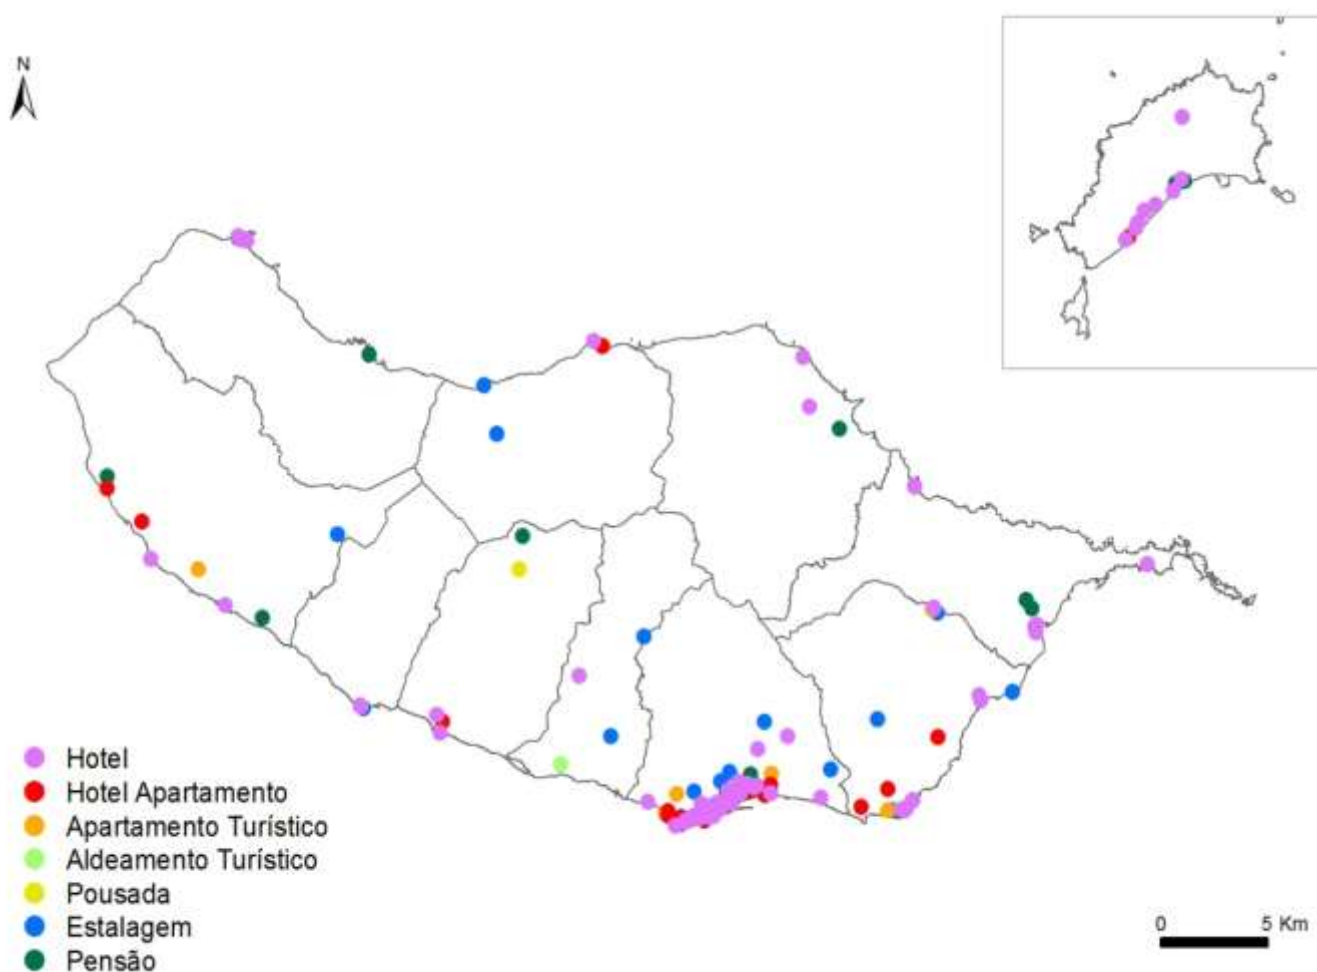 N
Hotel
Hotel Apartamento
Apartamento Turístico
Aldeamento Turístico
Pousada
Estalagem
Pensão
0 5 Km